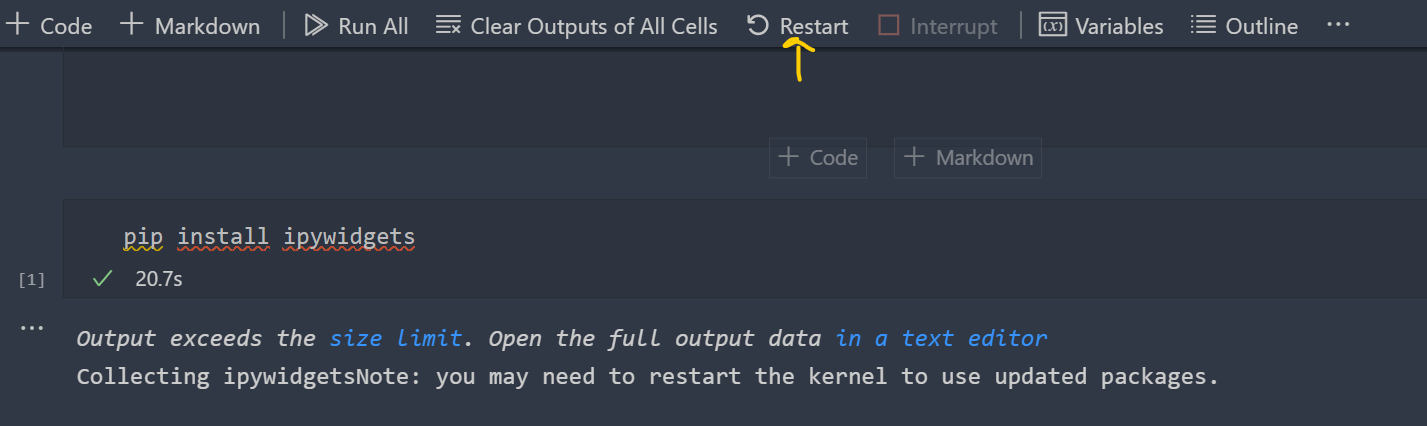 + Code + Markdown | Run All Clear Outputs of All Cells Restart Interrupt | Variables Outline ...
+ Code + Markdown
pip install ipywidgets
[1] ✓ 20.7s
... Output exceeds the size limit. Open the full output data in a text editor
Collecting ipywidgetsNote: you may need to restart the kernel to use updated packages.